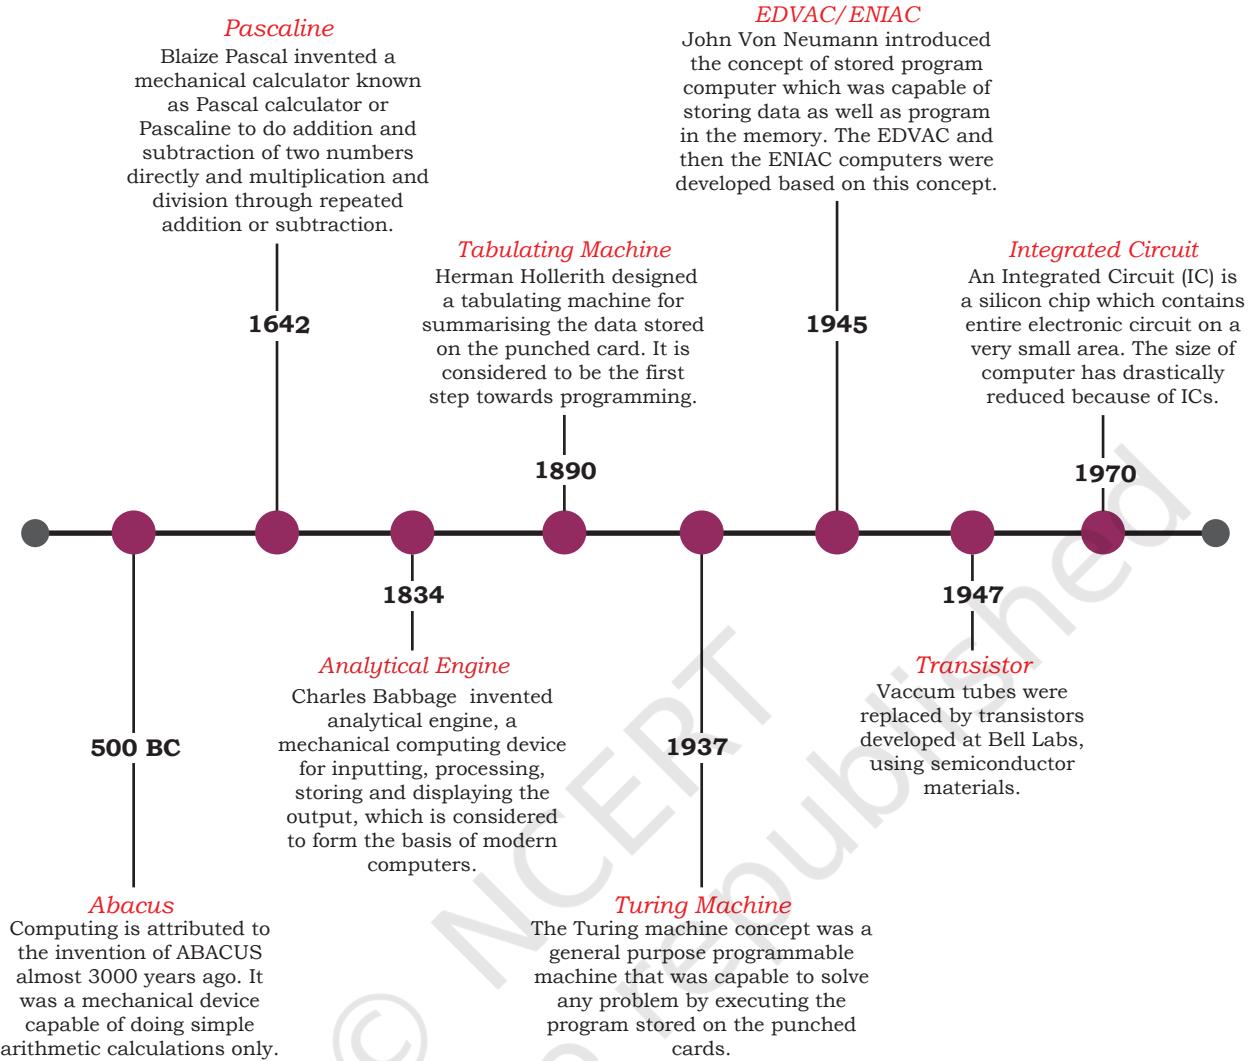 Pascaline
Blaize Pascal invented a
mechanical calculator known
as Pascal calculator or
Pascaline to do addition and
subtraction of two numbers
directly and multiplication and
division through repeated
addition or subtraction.
1642
EDVAC/ENIAC
John Von Neumann introduced
the concept of stored program
computer which was capable of
storing data as well as program
in the memory. The EDVAC and
then the ENIAC computers were
developed based on this concept.
1945
Tabulating Machine
Herman Hollerith designed
a tabulating machine for
summarising the data stored
on the punched card. It is
considered to be the first
step towards programming.
1890
Integrated Circuit
An Integrated Circuit (IC) is
a silicon chip which contains
entire electronic circuit on a
very small area. The size of
computer has drastically
reduced because of ICs.
1970
500 BC
Abacus
Computing is attributed to
the invention of ABACUS
almost 3000 years ago. It
was a mechanical device
capable of doing simple
arithmetic calculations only.
1834
Analytical Engine
Charles Babbage invented
analytical engine, a
mechanical computing device
for inputting, processing,
storing and displaying the
output, which is considered
to form the basis of modern
computers.
1937
Turing Machine
The Turing machine concept was a
general purpose programmable
machine that was capable to solve
any problem by executing the
program stored on the punched
cards.
1947
Transistor
Vaccum tubes were
replaced by transistors
developed at Bell Labs,
using semiconductor
materials.
© NCERT
republished